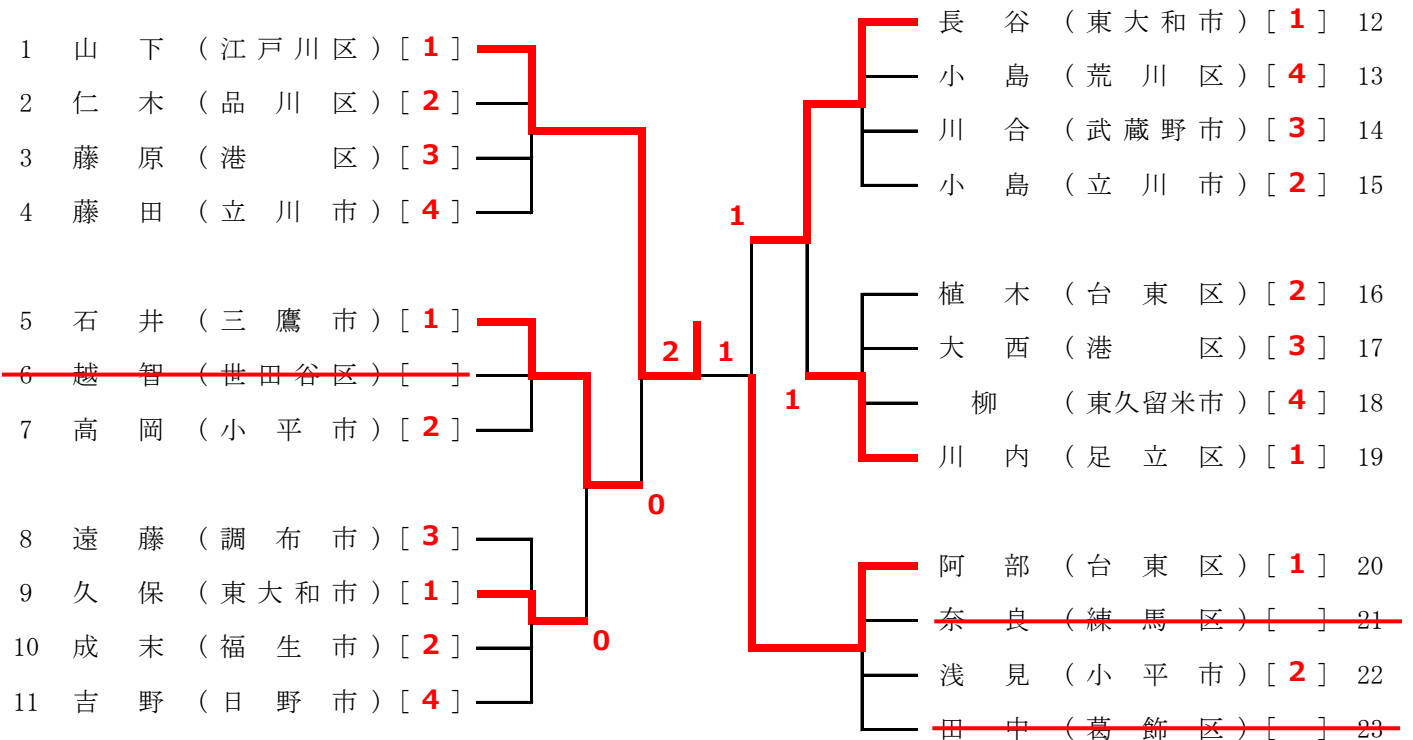 1 山下 (江戸川区) [1]
2 仁木 (品川区) [2]
3 藤原 (港区) [3]
4 藤田 (立川市) [4]
5 石井 (三鷹市) [1]
6 越智 (世田谷区) [ ]
7 高岡 (小平市) [2]
8 遠藤 (調布市) [3]
9 久保 (東大和市) [1]
10 成末 (福生市) [2]
11 吉野 (日野市) [4]
2
0
0
1
1
1
長谷 (東大和市) [1] 12
小島 (荒川区) [4] 13
川合 (武蔵野市) [3] 14
小島 (立川市) [2] 15
植木 (台東区) [2] 16
大西 (港区) [3] 17
柳 (東久留米市) [4] 18
川内 (足立区) [1] 19
阿部 (台東区) [1] 20
奈良 (練馬区) [ ] 21
浅見 (小平市) [2] 22
田中 (葛飾区) [ ] 23